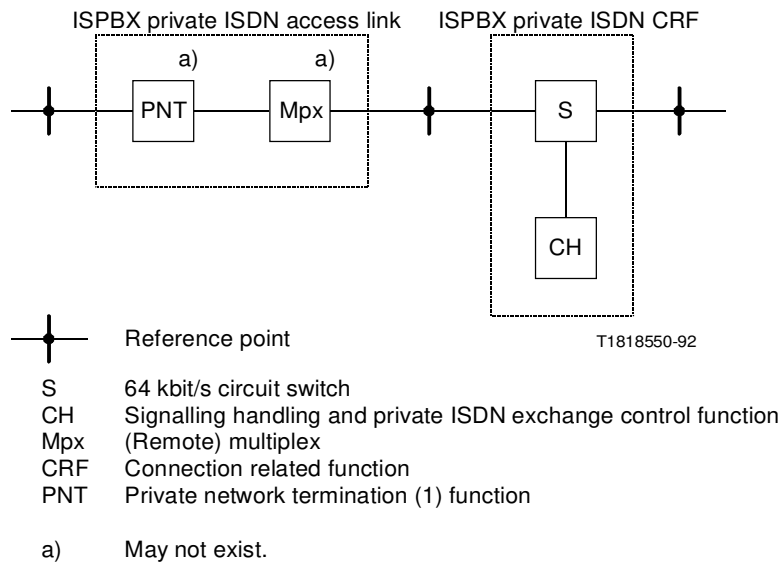 ISPBX private ISDN access link ISPBX private ISDN CRF
a) a)
PNT Mpx S
CH
Reference point T1818550-92
S 64 kbit/s circuit switch
CH Signalling handling and private ISDN exchange control function
Mpx (Remote) multiplex
CRF Connection related function
PNT Private network termination (1) function
a) May not exist.